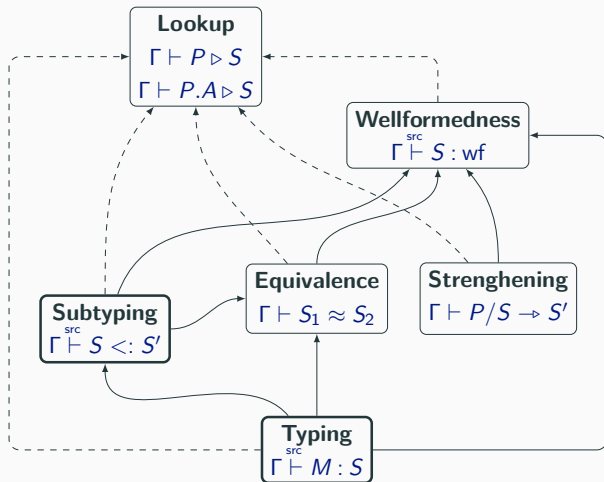 Lookup
Γ ⊢ P ▷ S
Γ ⊢ P.A ▷ S
Wellformedness
src
Γ ⊢ S : wf
Equivalence
Γ ⊢ S₁ ≈ S₂
Strenghening
Γ ⊢ P/S → S′
Subtyping
src
Γ ⊢ S <: S′
Typing
src
Γ ⊢ M : S